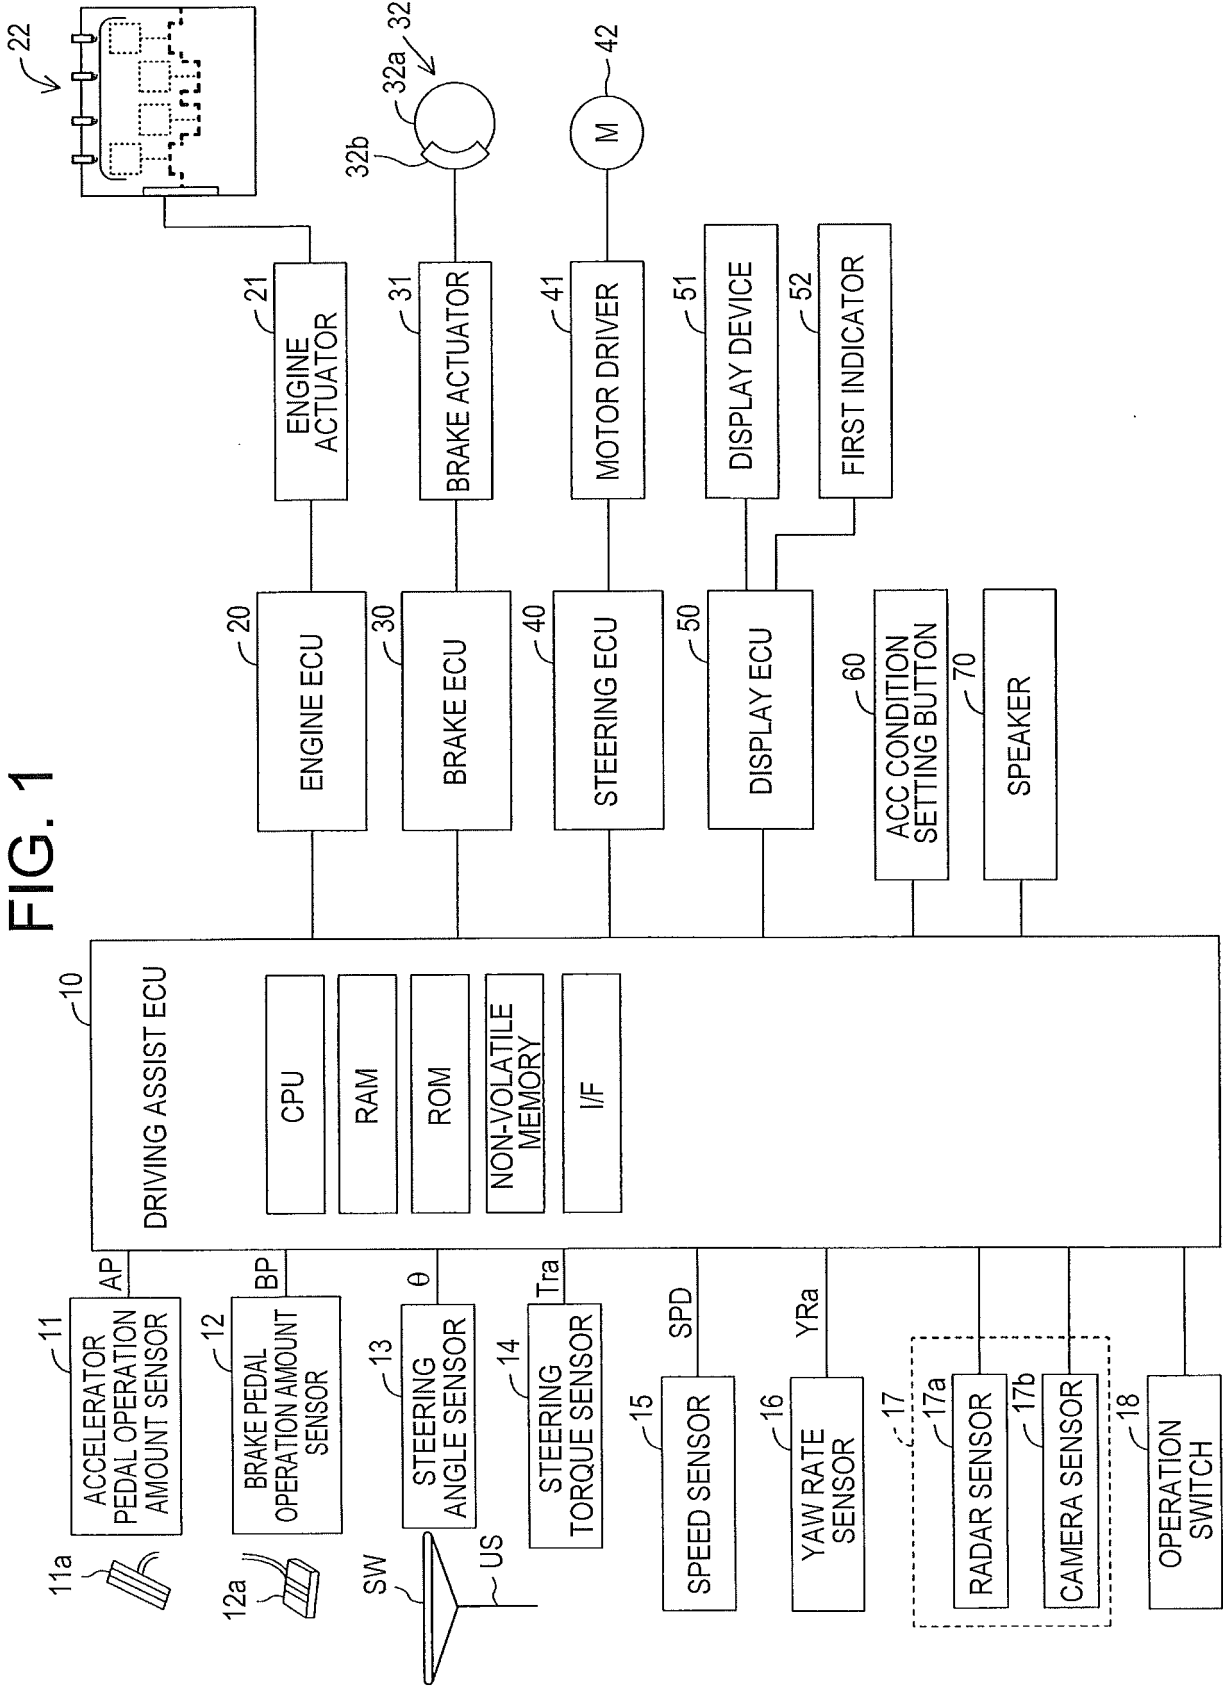 FIG. 1
11a
11
ACCELERATOR
PEDAL OPERATION
AMOUNT SENSOR
AP
12a
12
BRAKE PEDAL
OPERATION AMOUNT
SENSOR
BP
SW
US
13
STEERING
ANGLE SENSOR
θ
14
STEERING
TORQUE SENSOR
Tra
15
SPEED SENSOR
SPD
16
YAW RATE
SENSOR
YRa
17
17a
RADAR SENSOR
17b
CAMERA SENSOR
18
OPERATION
SWITCH
10
DRIVING ASSIST ECU
CPU
RAM
ROM
NON-VOLATILE
MEMORY
I/F
20
ENGINE ECU
21
ENGINE
ACTUATOR
22
30
BRAKE ECU
31
BRAKE ACTUATOR
32b
32a
32
40
STEERING ECU
41
MOTOR DRIVER
M
42
50
DISPLAY ECU
51
DISPLAY DEVICE
52
FIRST INDICATOR
60
ACC CONDITION
SETTING BUTTON
70
SPEAKER